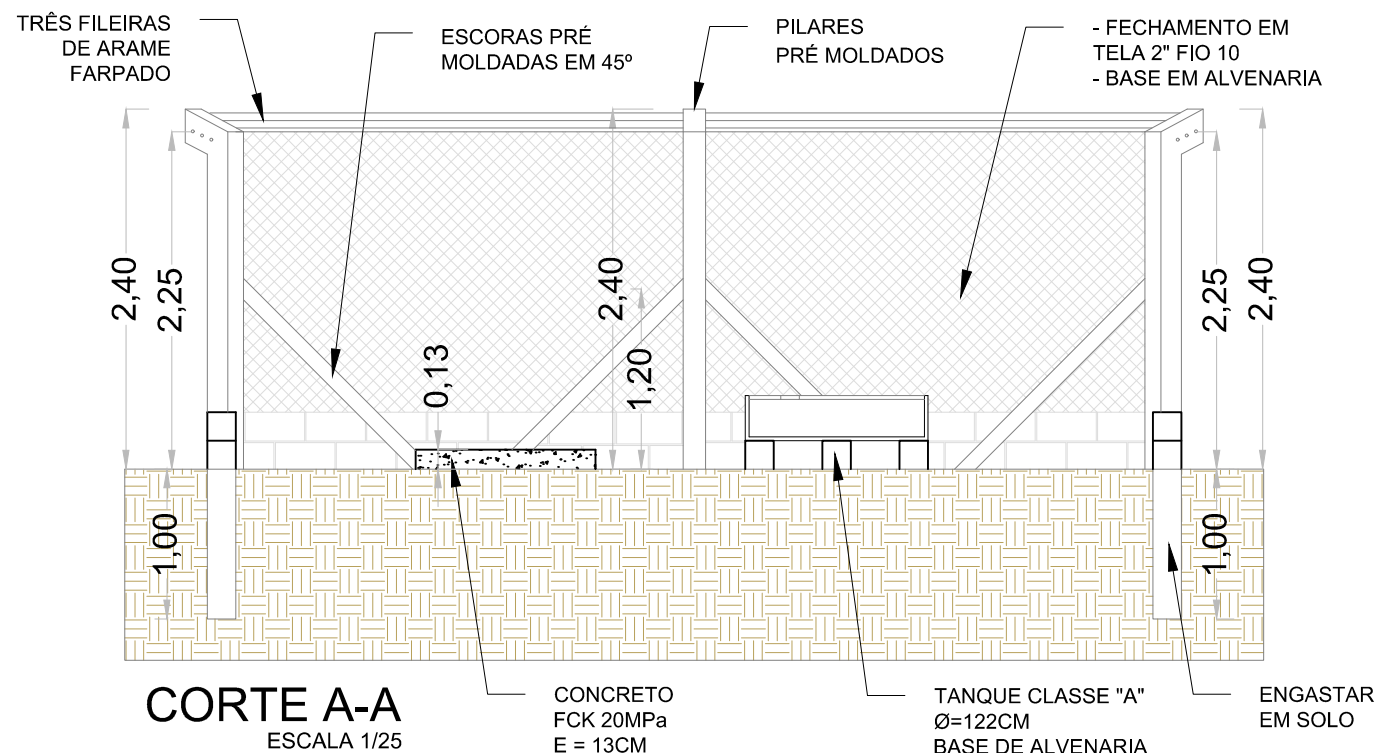 TRÊS FILEIRAS
DE ARAME
FARPADO
ESCORAS PRÉ
MOLDADAS EM 45º
PILARES
PRÉ MOLDADOS
- FECHAMENTO EM
TELA 2" FIO 10
- BASE EM ALVENARIA
2,40
2,25
0,13
2,40
1,20
2,25
2,40
1,00
1,00
CORTE A-A
ESCALA 1/25
CONCRETO
FCK 20MPa
E = 13CM
TANQUE CLASSE "A"
Ø=122CM
BASE DE ALVENARIA
ENGASTAR
EM SOLO